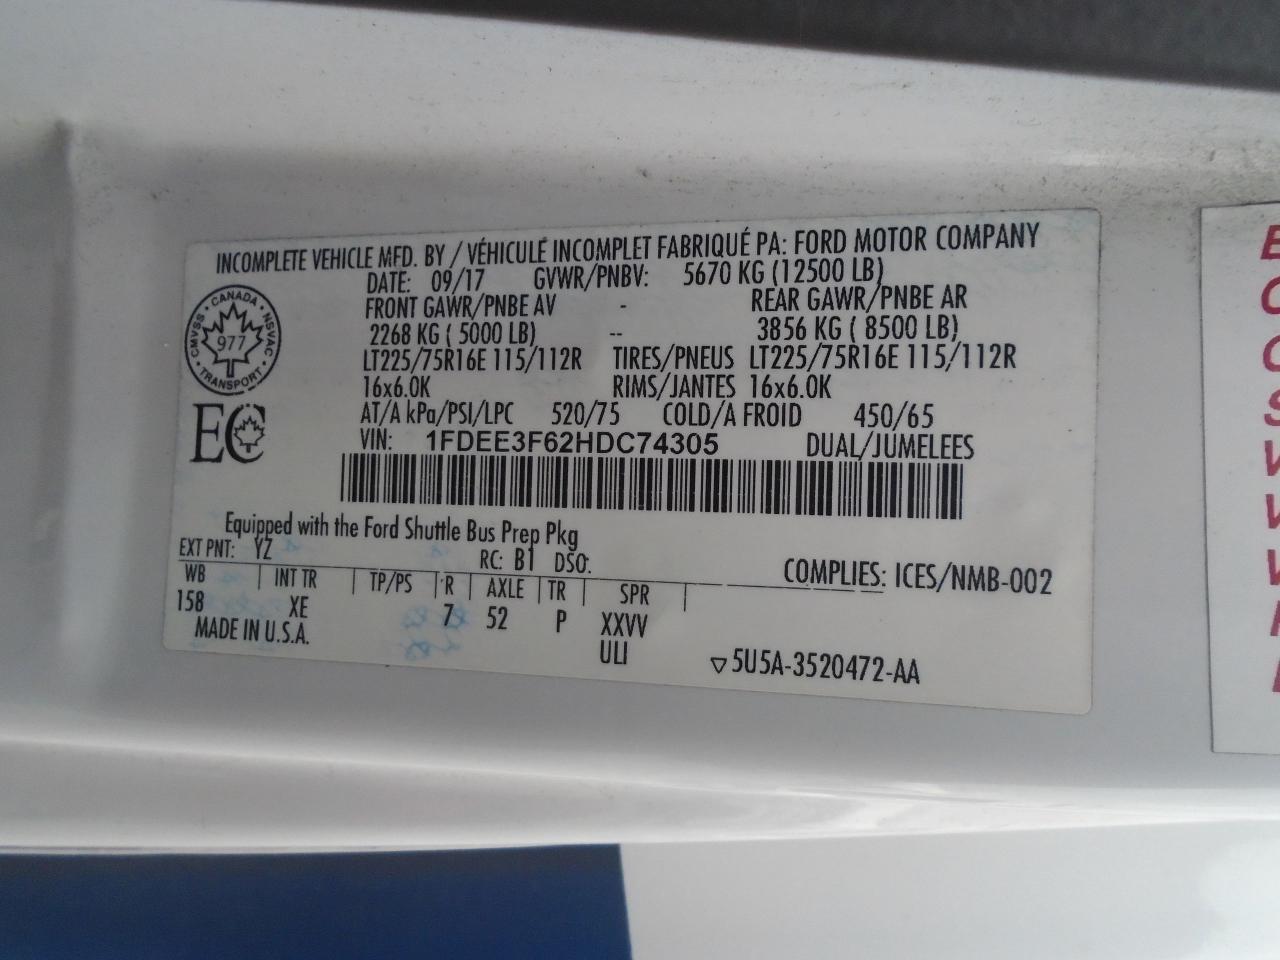 INCOMPLETE VEHICLE MFD. BY / VÉHICULE INCOMPLET FABRIQUÉ PA: FORD MOTOR COMPANY
DATE: 09/17 GVWR/PNBV: 5670 KG (12500 LB)
FRONT GAWR/PNBE AV - REAR GAWR/PNBE AR
2268 KG ( 5000 LB) -- 3856 KG ( 8500 LB)
LT225/75R16E 115/112R TIRES/PNEUS LT225/75R16E 115/112R
16x6.0K RIMS/JANTES 16x6.0K
AT/A kPa/PSI/LPC 520/75 COLD/A FROID 450/65
VIN: 1FDEE3F62HDC74305 DUAL/JUMELEES
CANADA
CMVSS 977 NSVAC
TRANSPORT
EC
Equipped with the Ford Shuttle Bus Prep Pkg
EXT PNT: YZ RC: B1 DSO:
COMPLIES: ICES/NMB-002
WB INT TR TP/PS R AXLE TR SPR
158 XE 7 52 P XXVV
MADE IN U.S.A. ULI
5U5A-3520472-AA